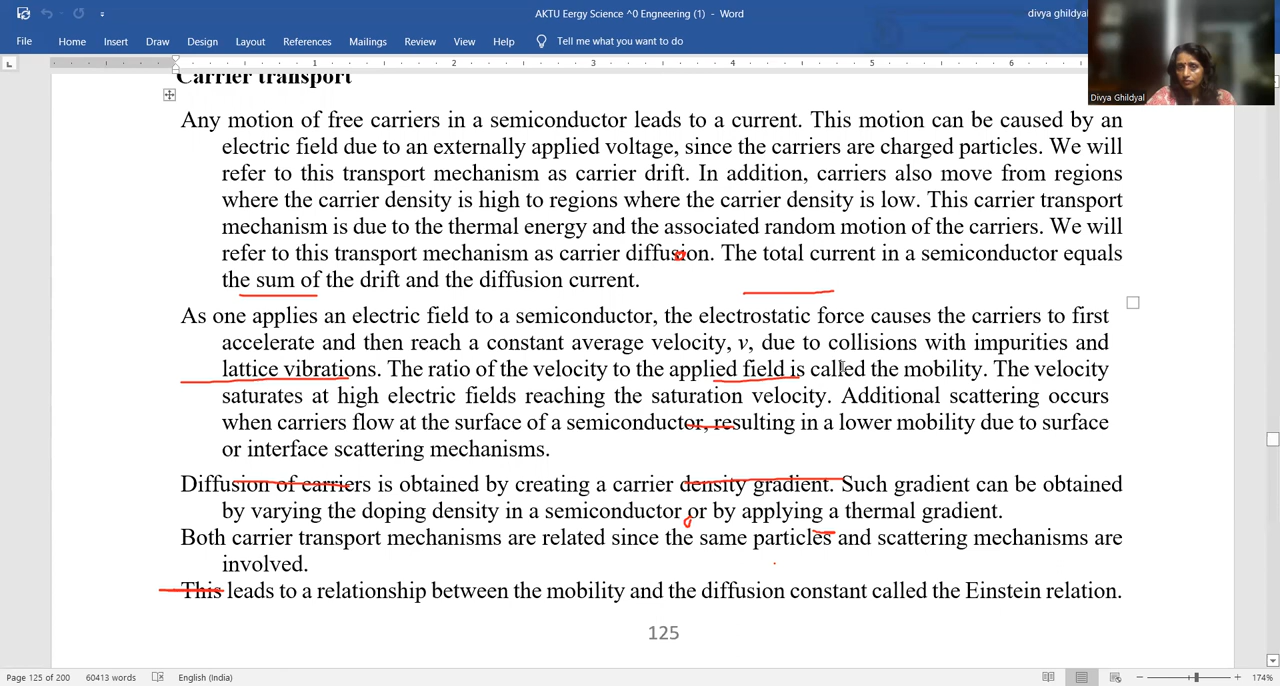 AKTU Eergy Science ^0 Engneering (1) - Word
divya ghildyal
File Home Insert Draw Design Layout References Mailings Review View Help Tell me what you want to do
1 2 3 4 5 6
Divya Ghildyal
Carrier transport
Any motion of free carriers in a semiconductor leads to a current. This motion can be caused by an
electric field due to an externally applied voltage, since the carriers are charged particles. We will
refer to this transport mechanism as carrier drift. In addition, carriers also move from regions
where the carrier density is high to regions where the carrier density is low. This carrier transport
mechanism is due to the thermal energy and the associated random motion of the carriers. We will
refer to this transport mechanism as carrier diffusion. The total current in a semiconductor equals
the sum of the drift and the diffusion current.
As one applies an electric field to a semiconductor, the electrostatic force causes the carriers to first
accelerate and then reach a constant average velocity, v, due to collisions with impurities and
lattice vibrations. The ratio of the velocity to the applied field is called the mobility. The velocity
saturates at high electric fields reaching the saturation velocity. Additional scattering occurs
when carriers flow at the surface of a semiconductor, resulting in a lower mobility due to surface
or interface scattering mechanisms.
Diffusion of carriers is obtained by creating a carrier density gradient. Such gradient can be obtained
by varying the doping density in a semiconductor or by applying a thermal gradient.
Both carrier transport mechanisms are related since the same particles and scattering mechanisms are
involved.
This leads to a relationship between the mobility and the diffusion constant called the Einstein relation.
125
Page 125 of 200 60413 words English (India) 174%